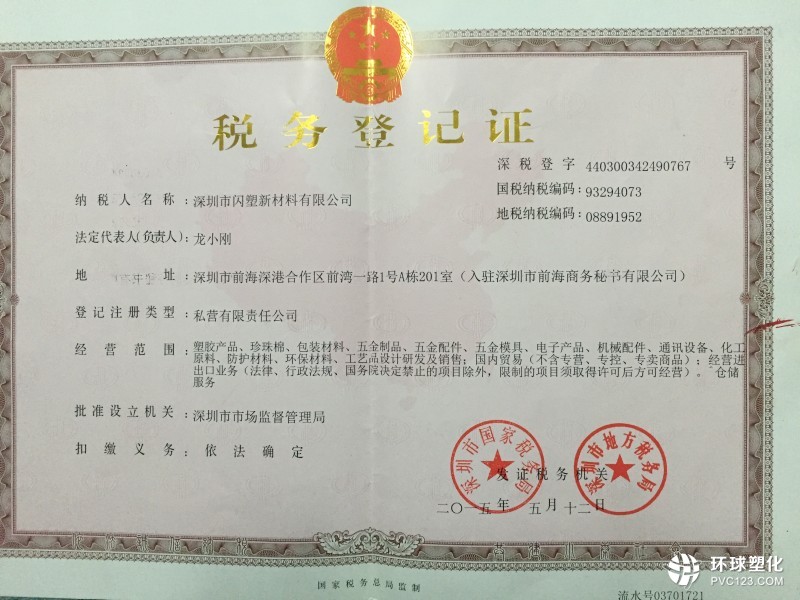 税务登记证
深税登字 440300342490767 号
国税纳税编码：93294073
地税纳税编码：08891952
纳税人名称：深圳市闪塑新材料有限公司
法定代表人(负责人)：龙小刚
地址：深圳市前海深港合作区前湾一路1号A栋201室（入驻深圳市前海商务秘书有限公司）
登记注册类型：私营有限责任公司
经营范围：塑胶产品、珍珠棉、包装材料、五金制品、五金配件、五金模具、电子产品、机械配件、通讯设备、化工
原料、防护材料、环保材料、工艺品设计研发及销售；国内贸易（不含专营、专控、专卖商品）；经营进
出口业务（法律、行政法规、国务院决定禁止的项目除外，限制的项目须取得许可后方可经营）。仓储
服务
批准设立机关：深圳市市场监督管理局
扣缴义务：依法确定
深圳市国家税务局
深圳市地方税务局
发证税务机关
二〇一五年 五月十二日
国家税务总局监制
流水号03701721
环球塑化
PVC123.COM